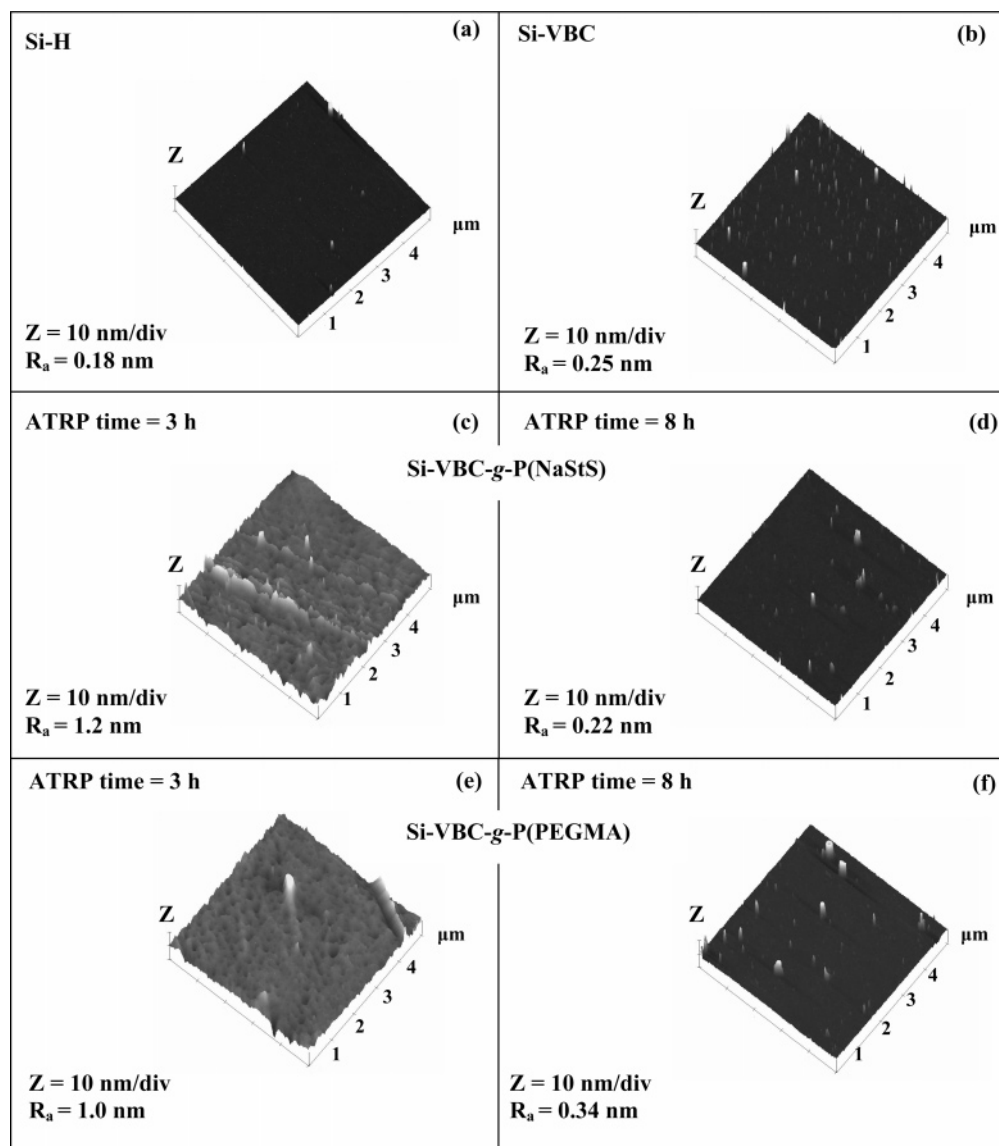 Si-H
(a)
Z
µm
1
2
3
4
Z = 10 nm/div
Ra = 0.18 nm
Si-VBC
(b)
Z
µm
1
2
3
4
Z = 10 nm/div
Ra = 0.25 nm
ATRP time = 3 h
(c)
ATRP time = 8 h
(d)
Si-VBC-g-P(NaStS)
Z
µm
1
2
3
4
Z = 10 nm/div
Ra = 1.2 nm
Z
µm
1
2
3
4
Z = 10 nm/div
Ra = 0.22 nm
ATRP time = 3 h
(e)
ATRP time = 8 h
(f)
Si-VBC-g-P(PEGMA)
Z
µm
1
2
3
4
Z = 10 nm/div
Ra = 1.0 nm
Z
µm
1
2
3
4
Z = 10 nm/div
Ra = 0.34 nm